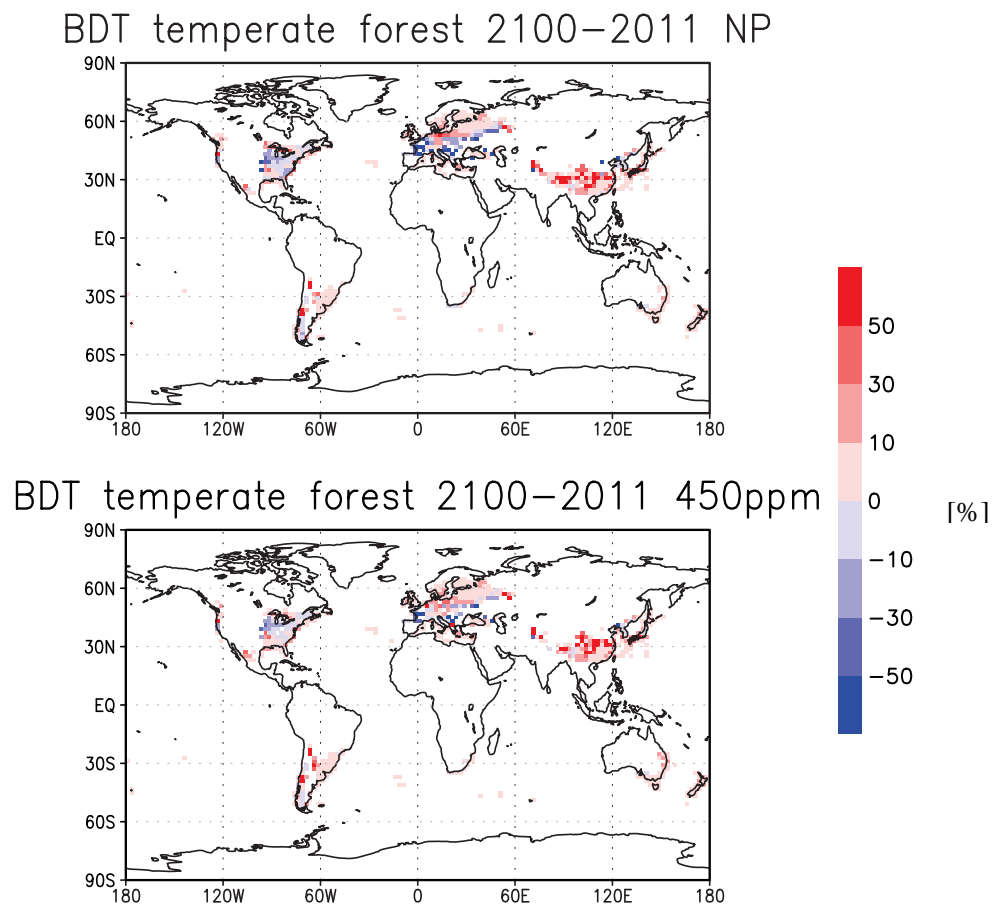 BDT temperate forest 2100−2011 NP
90N
60N
30N
EQ
30S
60S
90S
180 120W 60W 0 60E 120E 180
BDT temperate forest 2100−2011 450ppm
90N
60N
30N
EQ
30S
60S
90S
180 120W 60W 0 60E 120E 180
50
30
10
0
−10
−30
−50
[%]